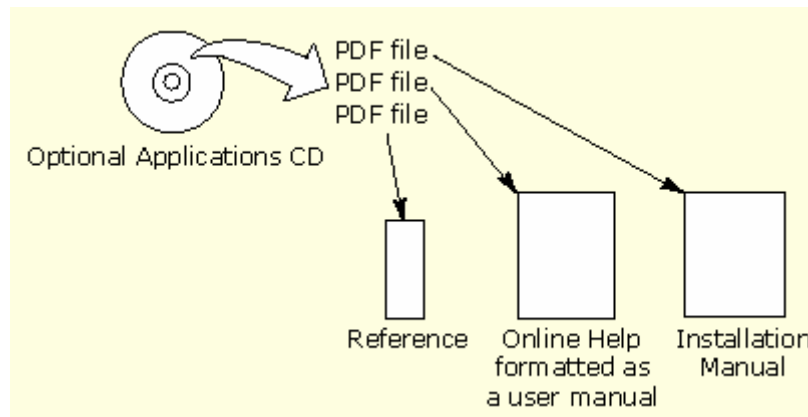 PDF file
PDF file
PDF file
Optional Applications CD
Reference
Online Help
formatted as
a user manual
Installation
Manual